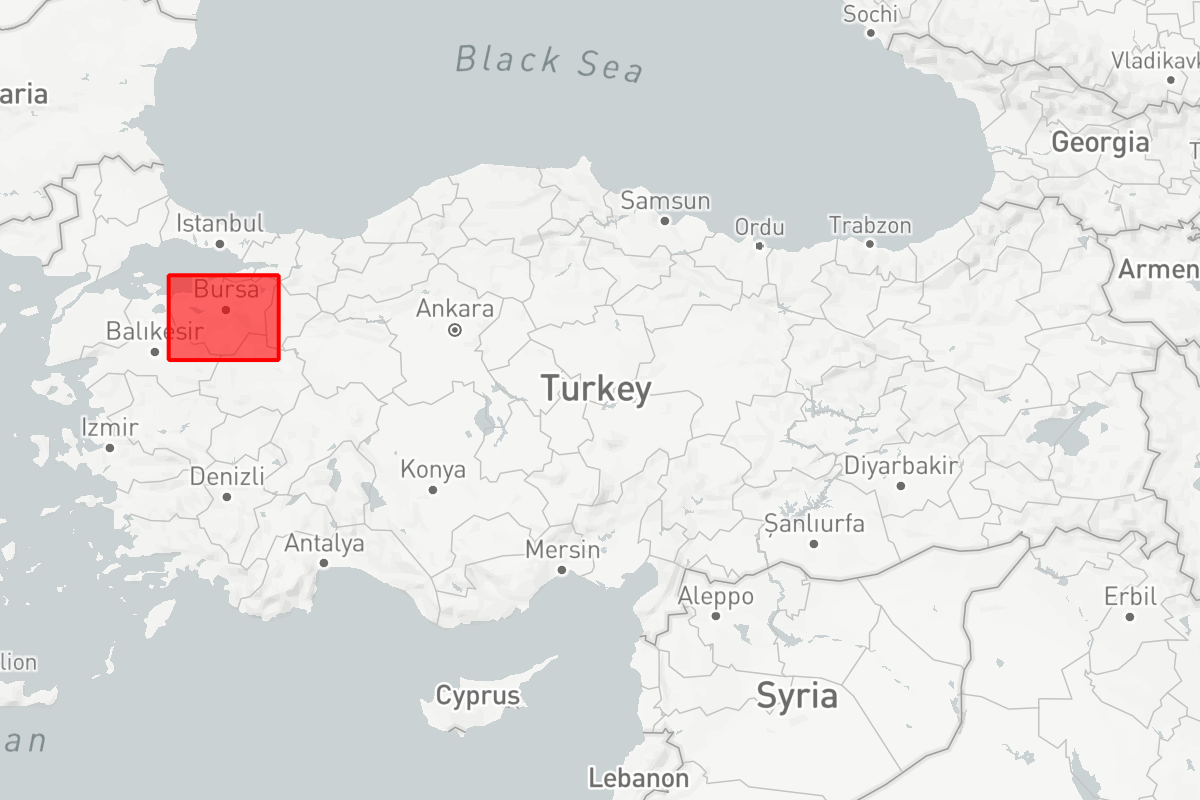 Sochi
Black Sea
Vladikavk
aria
Georgia
T
Samsun
Istanbul
Ordu
Trabzon
Armen
Bursa
Ankara
Balıkesir
Turkey
Izmir
Konya
Diyarbakir
Denizli
Şanlıurfa
Antalya
Mersin
Aleppo
Erbil
lion
Cyprus
Syria
an
Lebanon